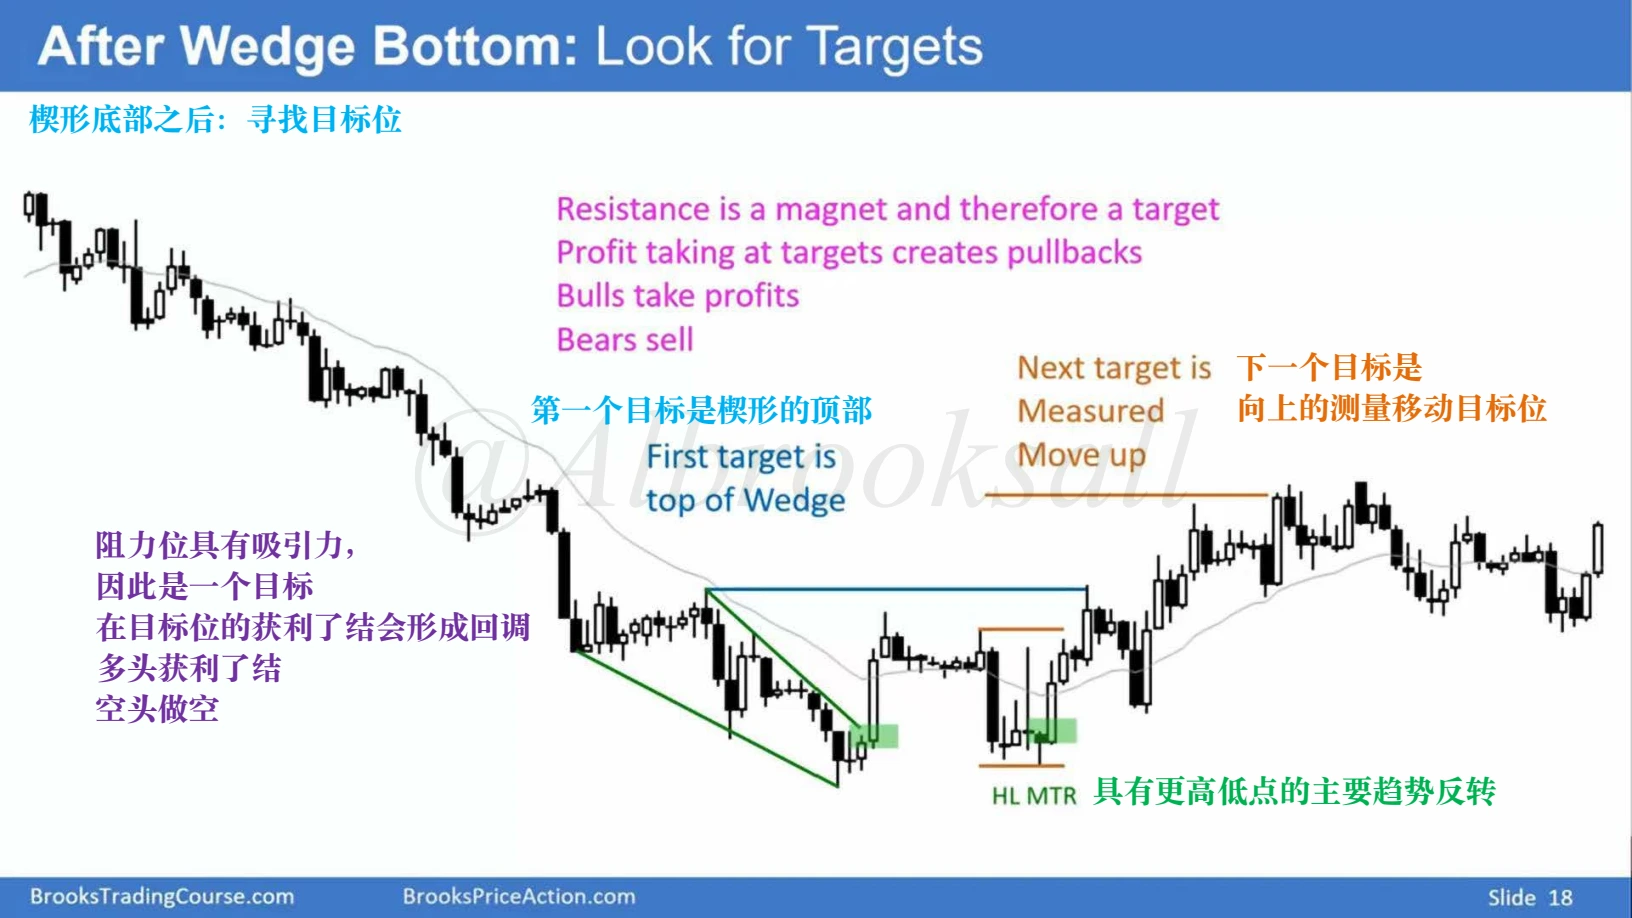 After Wedge Bottom: Look for Targets
楔形底部之后：寻找目标位
Resistance is a magnet and therefore a target
Profit taking at targets creates pullbacks
Bulls take profits
Bears sell
Next target is
Measured
Move up
下一个目标是
向上的测量移动目标位
第一个目标是楔形的顶部
First target is
top of Wedge
@Albrooksall
阻力位具有吸引力，
因此是一个目标
在目标位的获利了结会形成回调
多头获利了结
空头做空
HL MTR
具有更高低点的主要趋势反转
BrooksTradingCourse.com
BrooksPriceAction.com
Slide 18